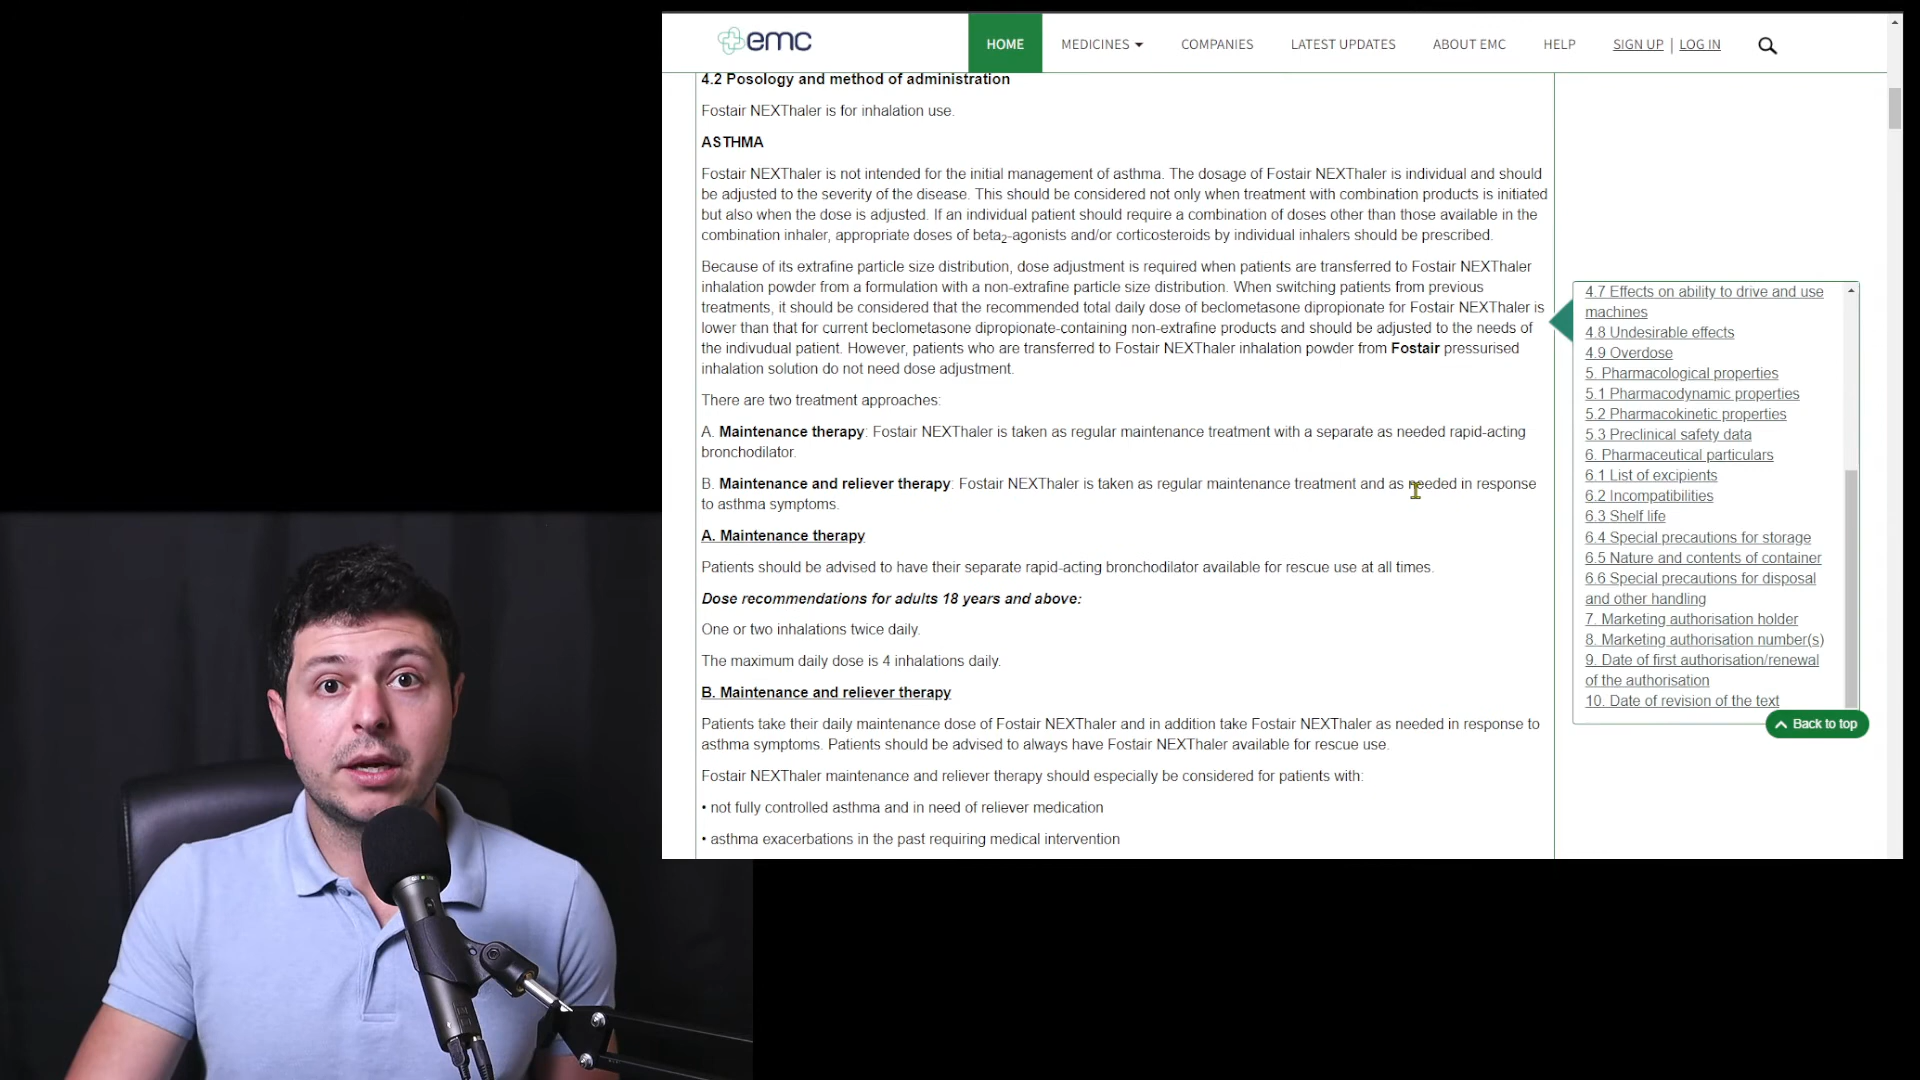 emc
HOME
MEDICINES
COMPANIES
LATEST UPDATES
ABOUT EMC
HELP
SIGN UP | LOG IN
4.2 Posology and method of administration
Fostair NEXThaler is for inhalation use.
ASTHMA
Fostair NEXThaler is not intended for the initial management of asthma. The dosage of Fostair NEXThaler is individual and should
be adjusted to the severity of the disease. This should be considered not only when treatment with combination products is initiated
but also when the dose is adjusted. If an individual patient should require a combination of doses other than those available in the
combination inhaler, appropriate doses of beta2-agonists and/or corticosteroids by individual inhalers should be prescribed.
Because of its extrafine particle size distribution, dose adjustment is required when patients are transferred to Fostair NEXThaler
inhalation powder from a formulation with a non-extrafine particle size distribution. When switching patients from previous
treatments, it should be considered that the recommended total daily dose of beclometasone dipropionate for Fostair NEXThaler is
lower than that for current beclometasone dipropionate-containing non-extrafine products and should be adjusted to the needs of
the indivudual patient. However, patients who are transferred to Fostair NEXThaler inhalation powder from Fostair pressurised
inhalation solution do not need dose adjustment.
There are two treatment approaches:
A. Maintenance therapy: Fostair NEXThaler is taken as regular maintenance treatment with a separate as needed rapid-acting
bronchodilator.
B. Maintenance and reliever therapy: Fostair NEXThaler is taken as regular maintenance treatment and as needed in response
to asthma symptoms.
A. Maintenance therapy
Patients should be advised to have their separate rapid-acting bronchodilator available for rescue use at all times.
Dose recommendations for adults 18 years and above:
One or two inhalations twice daily.
The maximum daily dose is 4 inhalations daily.
B. Maintenance and reliever therapy
Patients take their daily maintenance dose of Fostair NEXThaler and in addition take Fostair NEXThaler as needed in response to
asthma symptoms. Patients should be advised to always have Fostair NEXThaler available for rescue use.
Fostair NEXThaler maintenance and reliever therapy should especially be considered for patients with:
• not fully controlled asthma and in need of reliever medication
• asthma exacerbations in the past requiring medical intervention
4.7 Effects on ability to drive and use
machines
4.8 Undesirable effects
4.9 Overdose
5. Pharmacological properties
5.1 Pharmacodynamic properties
5.2 Pharmacokinetic properties
5.3 Preclinical safety data
6. Pharmaceutical particulars
6.1 List of excipients
6.2 Incompatibilities
6.3 Shelf life
6.4 Special precautions for storage
6.5 Nature and contents of container
6.6 Special precautions for disposal
and other handling
7. Marketing authorisation holder
8. Marketing authorisation number(s)
9. Date of first authorisation/renewal
of the authorisation
10. Date of revision of the text
Back to top